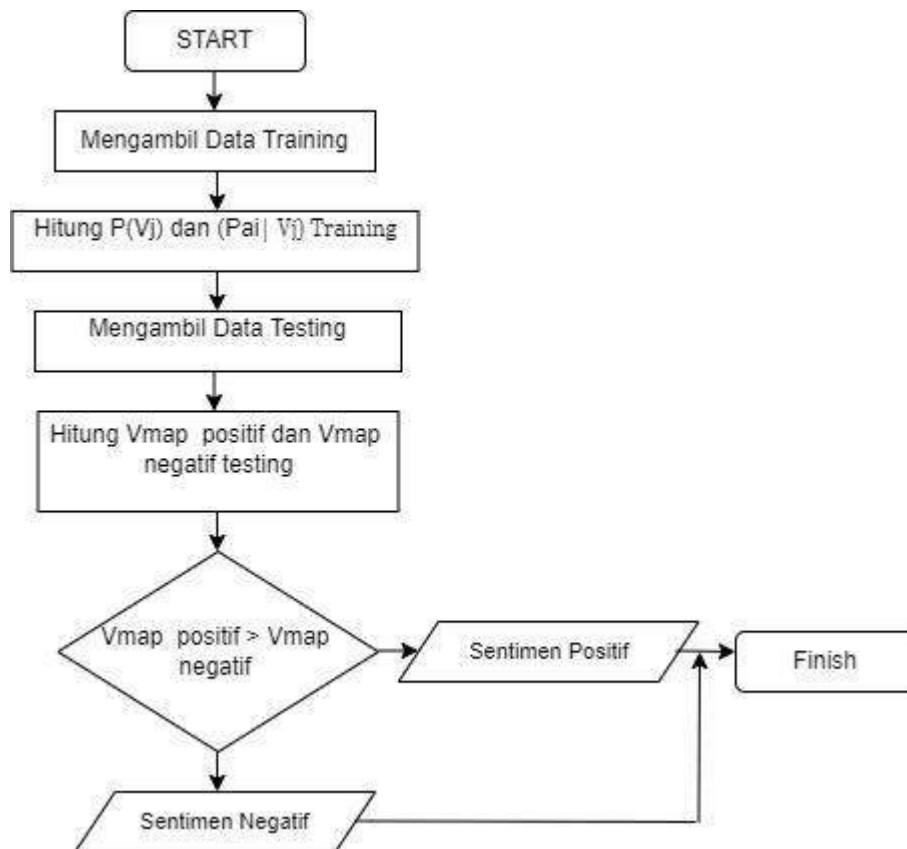 START
Mengambil Data Training
Hitung P(Vj) dan (Pai| Vj) Training
Mengambil Data Testing
Hitung Vmap positif dan Vmap
negatif testing
Vmap positif > Vmap
negatif
Sentimen Positif
Finish
Sentimen Negatif